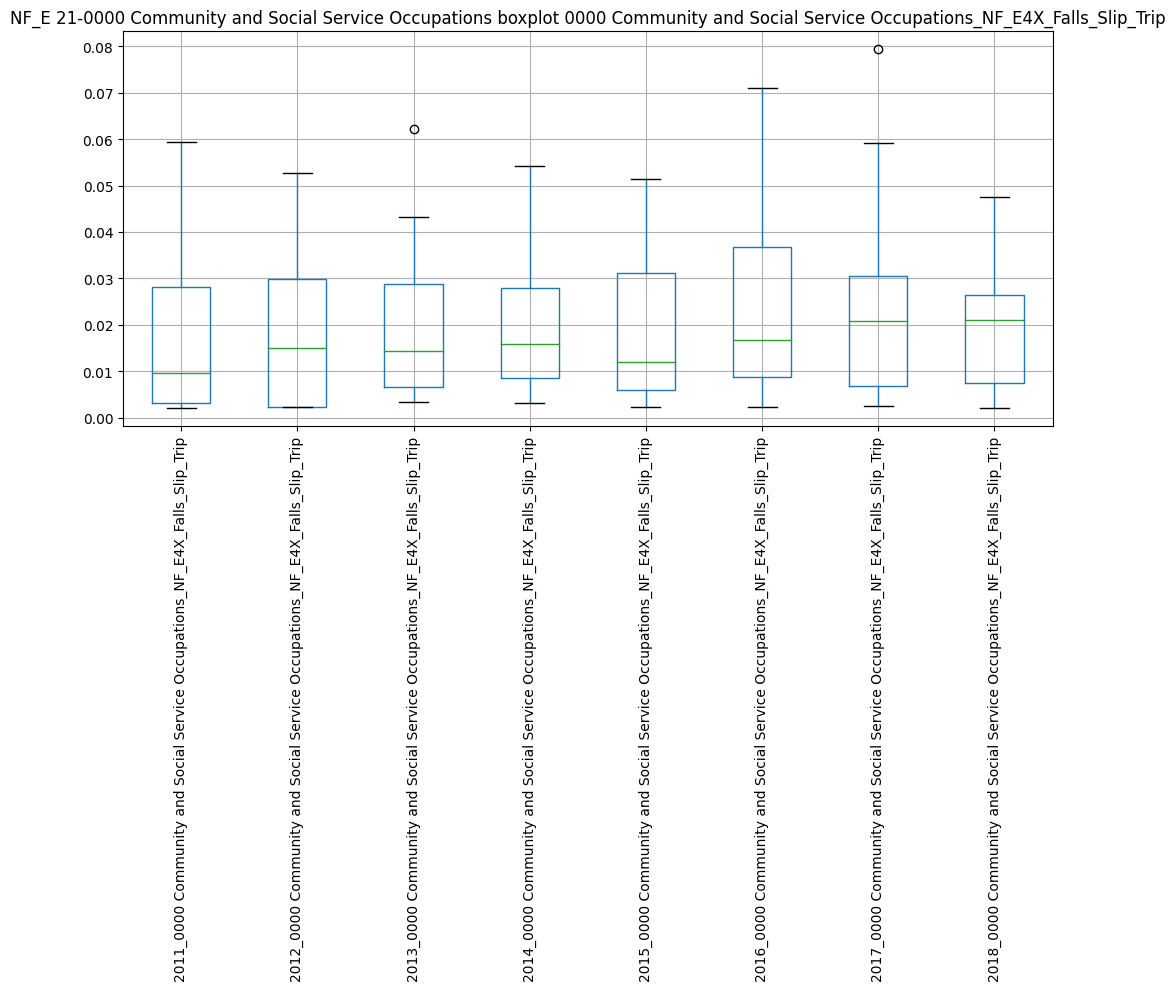 NF_E 21-0000 Community and Social Service Occupations boxplot 0000 Community and Social Service Occupations_NF_E4X_Falls_Slip_Trip
0.08
0.07
0.06
0.05
0.04
0.03
0.02
0.01
0.00
2011_0000 Community and Social Service Occupations_NF_E4X_Falls_Slip_Trip
2012_0000 Community and Social Service Occupations_NF_E4X_Falls_Slip_Trip
2013_0000 Community and Social Service Occupations_NF_E4X_Falls_Slip_Trip
2014_0000 Community and Social Service Occupations_NF_E4X_Falls_Slip_Trip
2015_0000 Community and Social Service Occupations_NF_E4X_Falls_Slip_Trip
2016_0000 Community and Social Service Occupations_NF_E4X_Falls_Slip_Trip
2017_0000 Community and Social Service Occupations_NF_E4X_Falls_Slip_Trip
2018_0000 Community and Social Service Occupations_NF_E4X_Falls_Slip_Trip